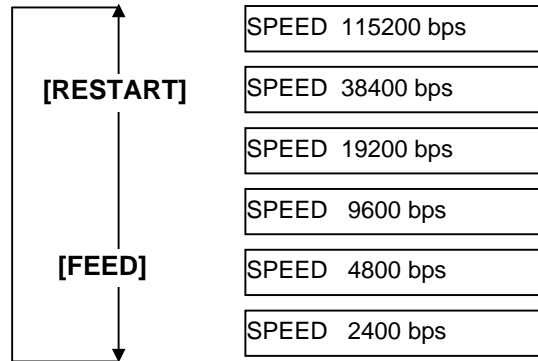 SPEED 115200 bps
[RESTART]
SPEED 38400 bps
SPEED 19200 bps
SPEED 9600 bps
[FEED]
SPEED 4800 bps
SPEED 2400 bps